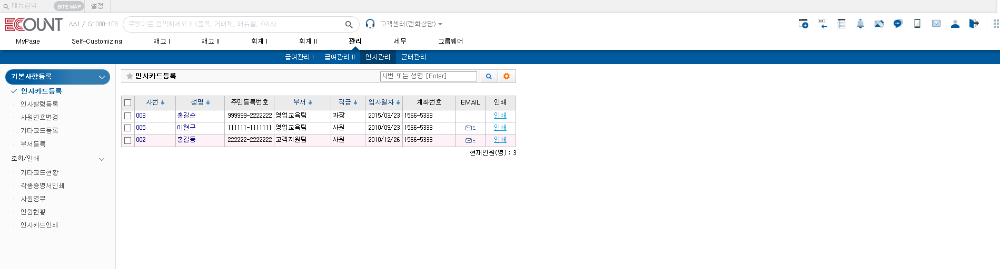 메뉴검색 SITE MAP 설정
ECOUNT AA1 / G1080-108 무엇이든 검색하세요 !! (품목, 거래처, 매뉴얼, Q&A) 고객센터(전화상담)
MyPage Self-Customizing 재고 I 재고 II 회계 I 회계 II 관리 세무 그룹웨어
급여관리 I 급여관리 II 인사관리 근태관리
기본사항등록
인사카드등록
· 인사발령등록
· 사원번호변경
· 기타코드등록
· 부서등록
조회/인쇄
· 기타코드현황
· 각종증명서인쇄
· 사원명부
· 인원현황
· 인사카드인쇄
인사카드등록 사번 또는 성명 [Enter]
사번 성명 주민등록번호 부서 직급 입사일자 계좌번호 EMAIL 인쇄
003 홍길순 999999-2222222 영업교육팀 과장 2015/03/23 1566-5333 인쇄
005 이현구 111111-1111111 영업교육팀 사원 2010/09/23 1566-5333 인쇄
002 홍길동 222222-2222222 고객지원팀 사원 2010/12/26 1566-5333 인쇄
현재인원(명) : 3